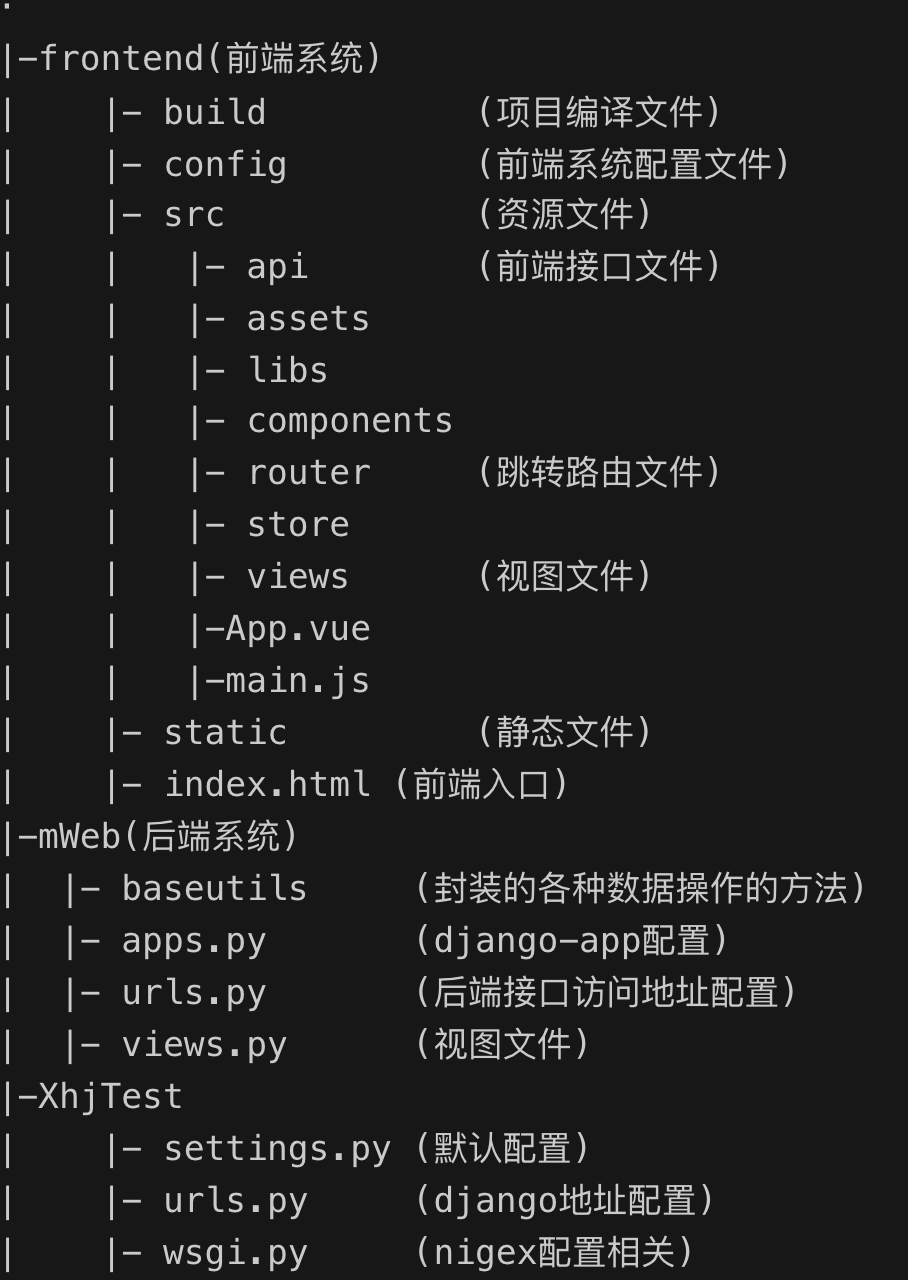 .
|-frontend(前端系统)
|    |- build          (项目编译文件)
|    |- config         (前端系统配置文件)
|    |- src            (资源文件)
|    |   |- api        (前端接口文件)
|    |   |- assets
|    |   |- libs
|    |   |- components
|    |   |- router     (跳转路由文件)
|    |   |- store
|    |   |- views      (视图文件)
|    |   |-App.vue
|    |   |-main.js
|    |- static         (静态文件)
|    |- index.html (前端入口)
|-mWeb(后端系统)
|  |- baseutils     (封装的各种数据操作的方法)
|  |- apps.py       (django-app配置)
|  |- urls.py       (后端接口访问地址配置)
|  |- views.py      (视图文件)
|-XhjTest
|    |- settings.py (默认配置)
|    |- urls.py     (django地址配置)
|    |- wsgi.py     (nigex配置相关)